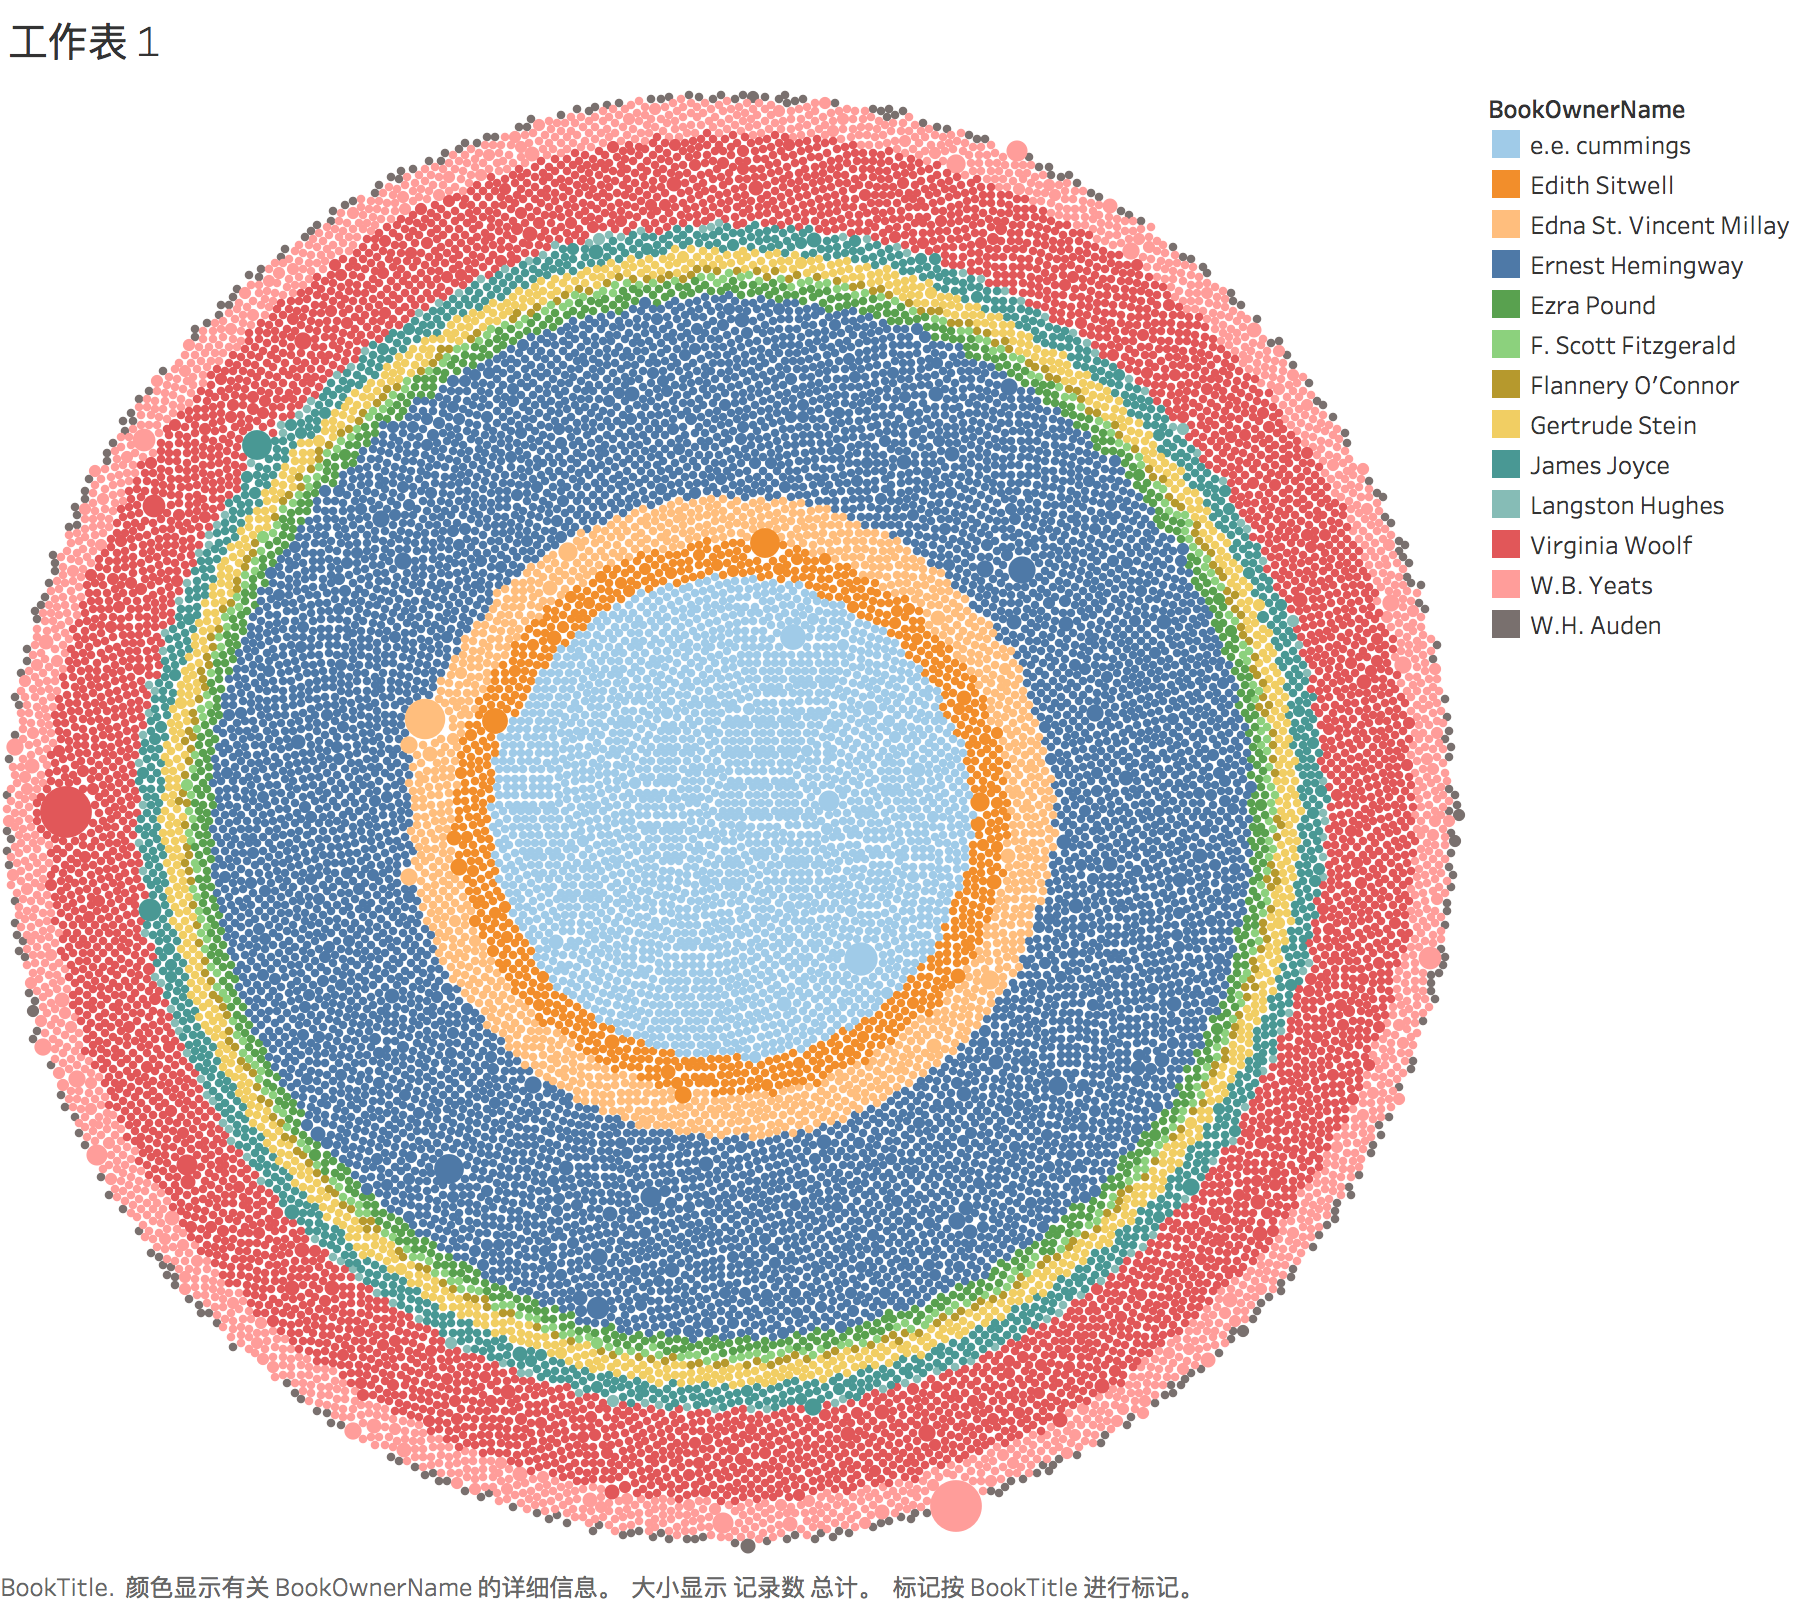 工作表 1
BookOwnerName
e.e. cummings
Edith Sitwell
Edna St. Vincent Millay
Ernest Hemingway
Ezra Pound
F. Scott Fitzgerald
Flannery O’Connor
Gertrude Stein
James Joyce
Langston Hughes
Virginia Woolf
W.B. Yeats
W.H. Auden
BookTitle. 颜色显示有关 BookOwnerName 的详细信息。 大小显示 记录数 总计。 标记按 BookTitle 进行标记。